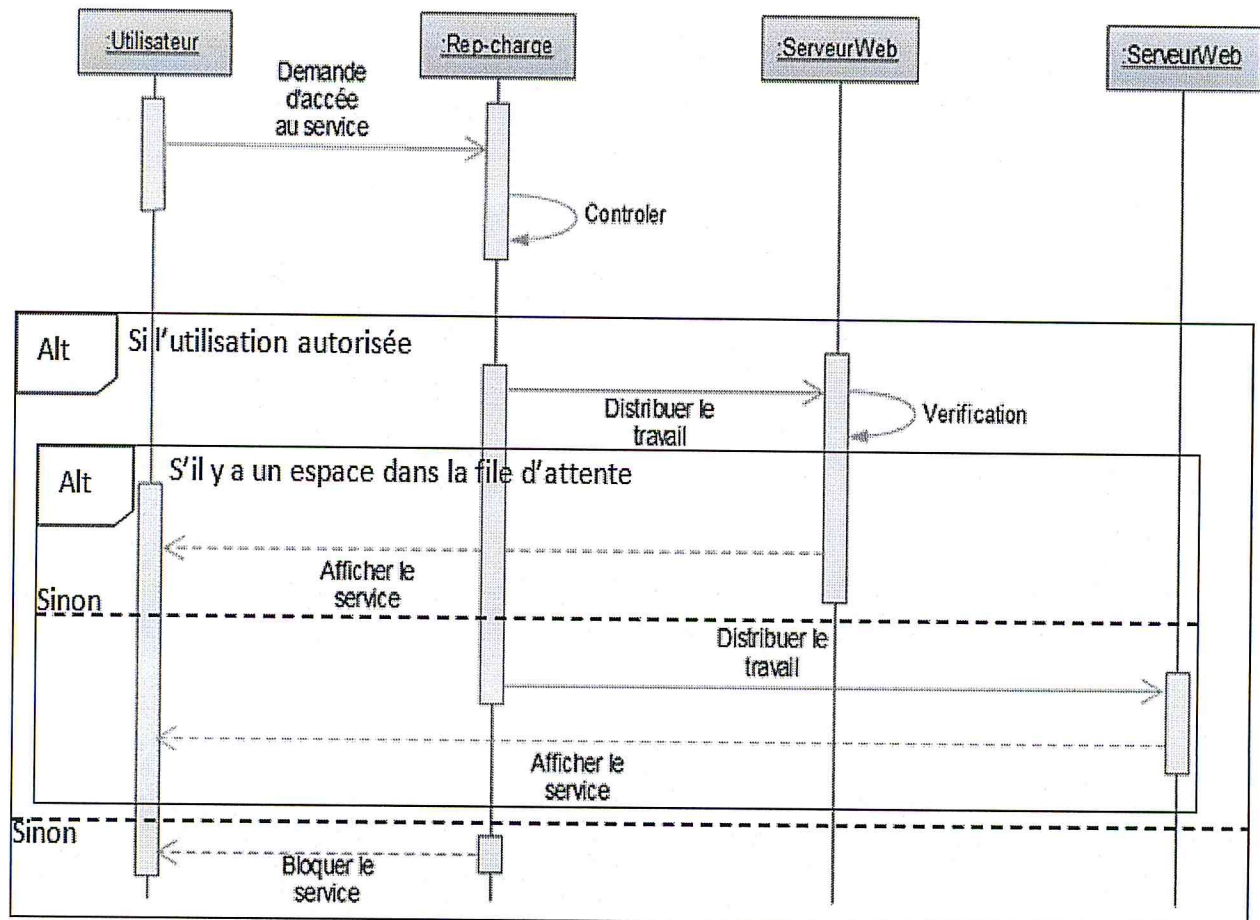 :Utilisateur
:Rep-charge
:ServeurWeb
:ServeurWeb
Demande
d'accée
au service
Controler
Alt
Si l'utilisation autorisée
Distribuer le
travail
Verification
Alt
S'il y a un espace dans la file d'attente
Afficher le
service
Sinon
Distribuer le
travail
Afficher le
service
Sinon
Bloquer le
service